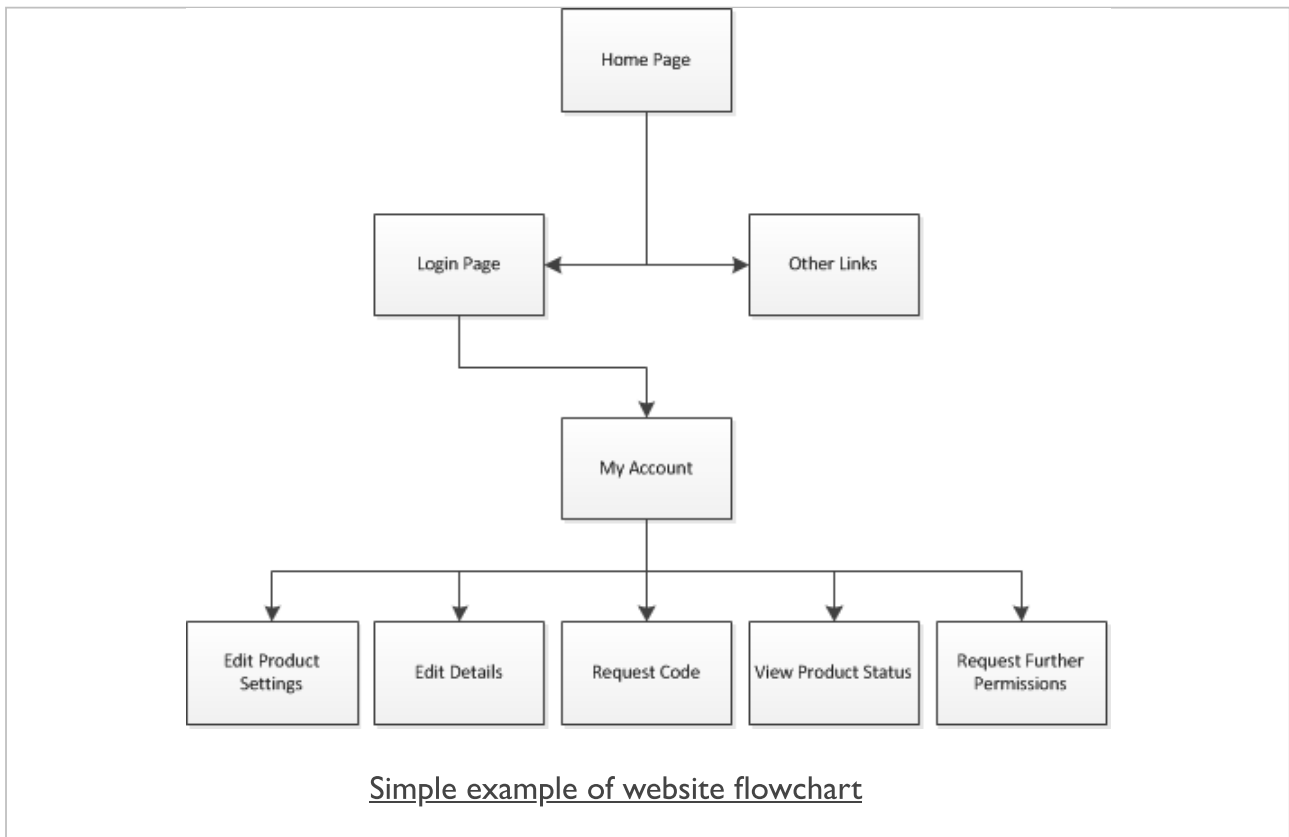 Home Page
Login Page
Other Links
My Account
Edit Product
Settings
Edit Details
Request Code
View Product Status
Request Further
Permissions
Simple example of website flowchart